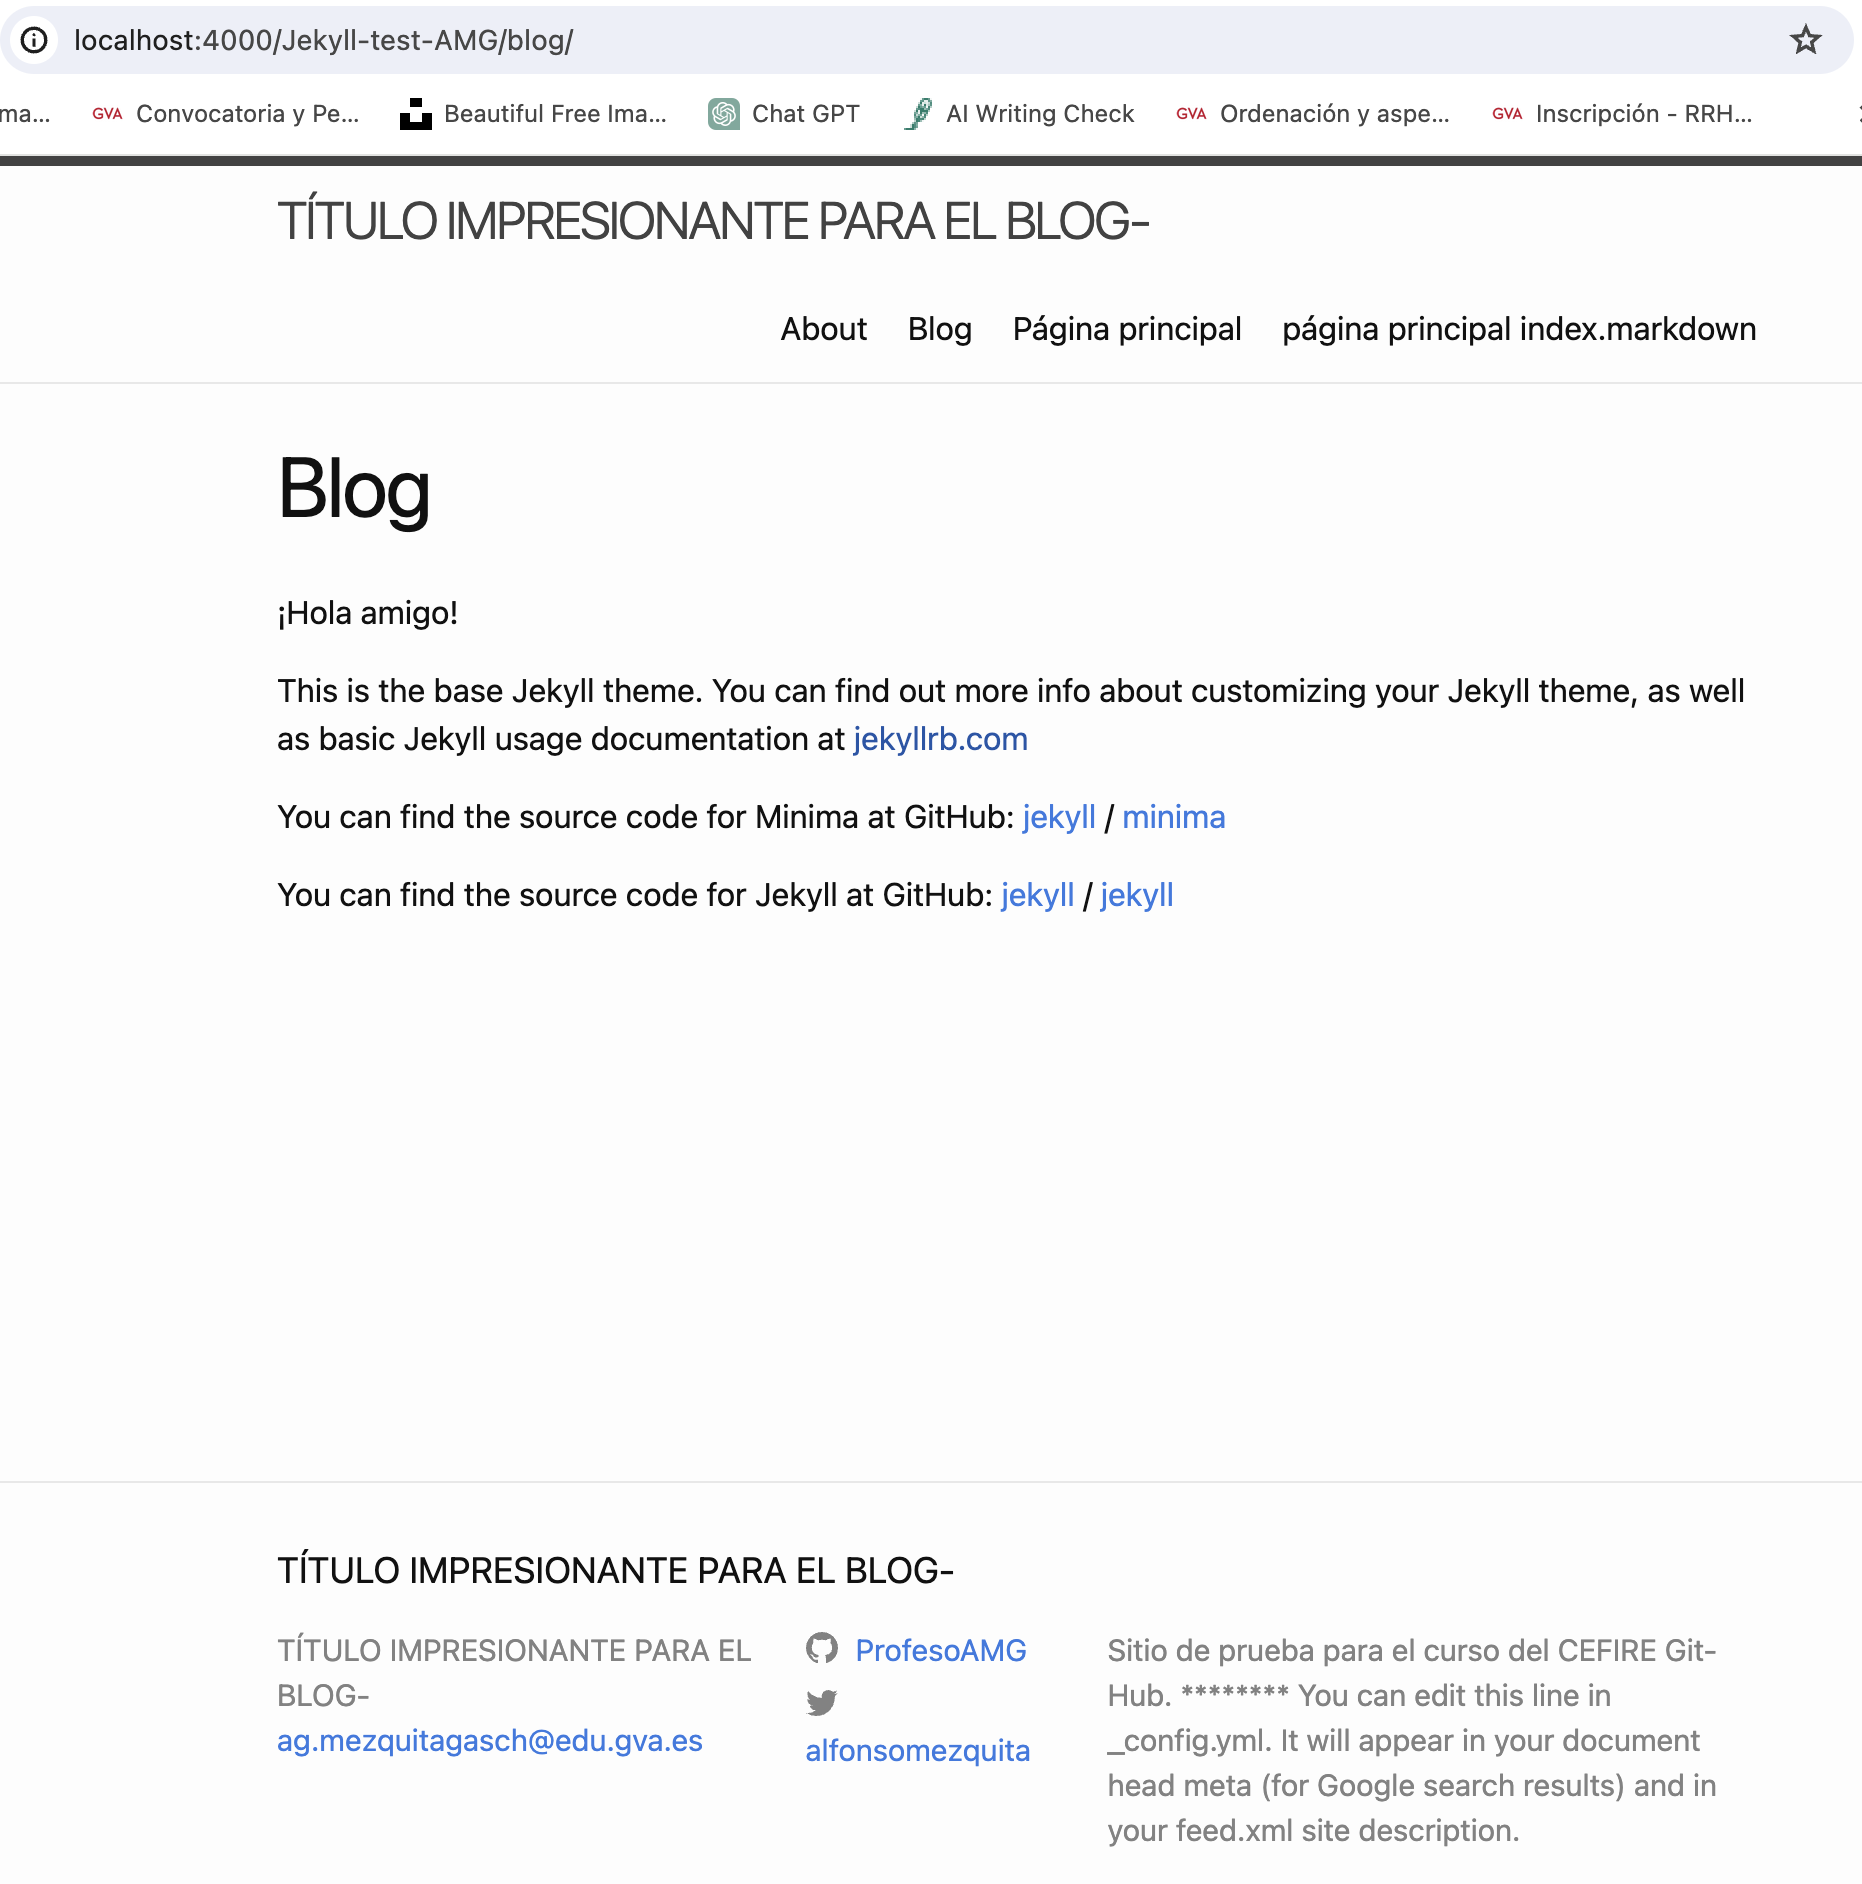 localhost:4000/Jekyll-test-AMG/blog/
ma... GVA Convocatoria y Pe... Beautiful Free Ima... Chat GPT AI Writing Check GVA Ordenación y aspe... GVA Inscripción - RRH...
TÍTULO IMPRESIONANTE PARA EL BLOG-
About Blog Página principal página principal index.markdown
Blog
¡Hola amigo!
This is the base Jekyll theme. You can find out more info about customizing your Jekyll theme, as well
as basic Jekyll usage documentation at jekyllrb.com
You can find the source code for Minima at GitHub: jekyll / minima
You can find the source code for Jekyll at GitHub: jekyll / jekyll
TÍTULO IMPRESIONANTE PARA EL BLOG-
TÍTULO IMPRESIONANTE PARA EL
BLOG-
ag.mezquitagasch@edu.gva.es
ProfesoAMG
alfonsomezquita
Sitio de prueba para el curso del CEFIRE Git-
Hub. ******** You can edit this line in
_config.yml. It will appear in your document
head meta (for Google search results) and in
your feed.xml site description.